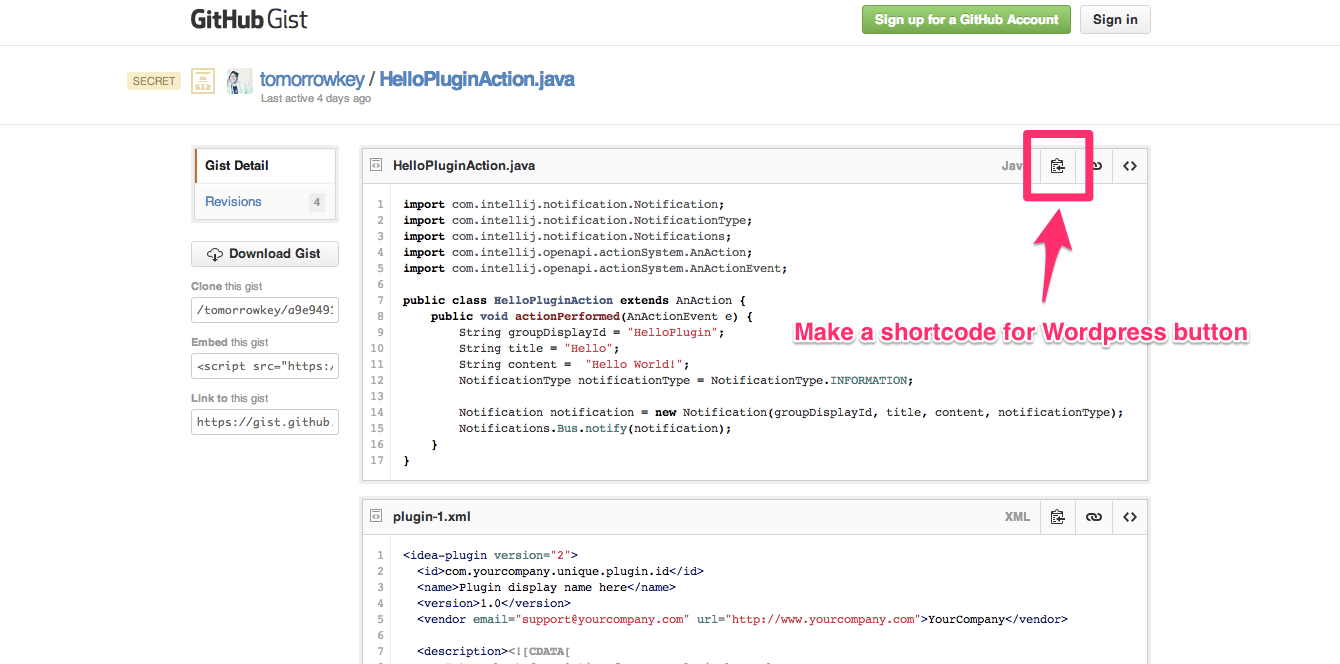 GitHub Gist
Sign up for a GitHub Account
Sign in
SECRET
tomorrowkey / HelloPluginAction.java
Last active 4 days ago
Gist Detail
Revisions 4
Download Gist
Clone this gist
/tomorrowkey/a9e949
Embed this gist
<script src="https:/
Link to this gist
https://gist.github.
HelloPluginAction.java
Jav
1 import com.intellij.notification.Notification;
2 import com.intellij.notification.NotificationType;
3 import com.intellij.notification.Notifications;
4 import com.intellij.openapi.actionSystem.AnAction;
5 import com.intellij.openapi.actionSystem.AnActionEvent;
6
7 public class HelloPluginAction extends AnAction {
8 public void actionPerformed(AnActionEvent e) {
9 String groupDisplayId = "HelloPlugin";
10 String title = "Hello";
11 String content =  "Hello World!";
12 NotificationType notificationType = NotificationType.INFORMATION;
13
14 Notification notification = new Notification(groupDisplayId, title, content, notificationType);
15 Notifications.Bus.notify(notification);
16 }
17 }
Make a shortcode for Wordpress button
plugin-1.xml
XML
1 <idea-plugin version="2">
2 <id>com.yourcompany.unique.plugin.id</id>
3 <name>Plugin display name here</name>
4 <version>1.0</version>
5 <vendor email="support@yourcompany.com" url="http://www.yourcompany.com">YourCompany</vendor>
6
7 <description><![CDATA[